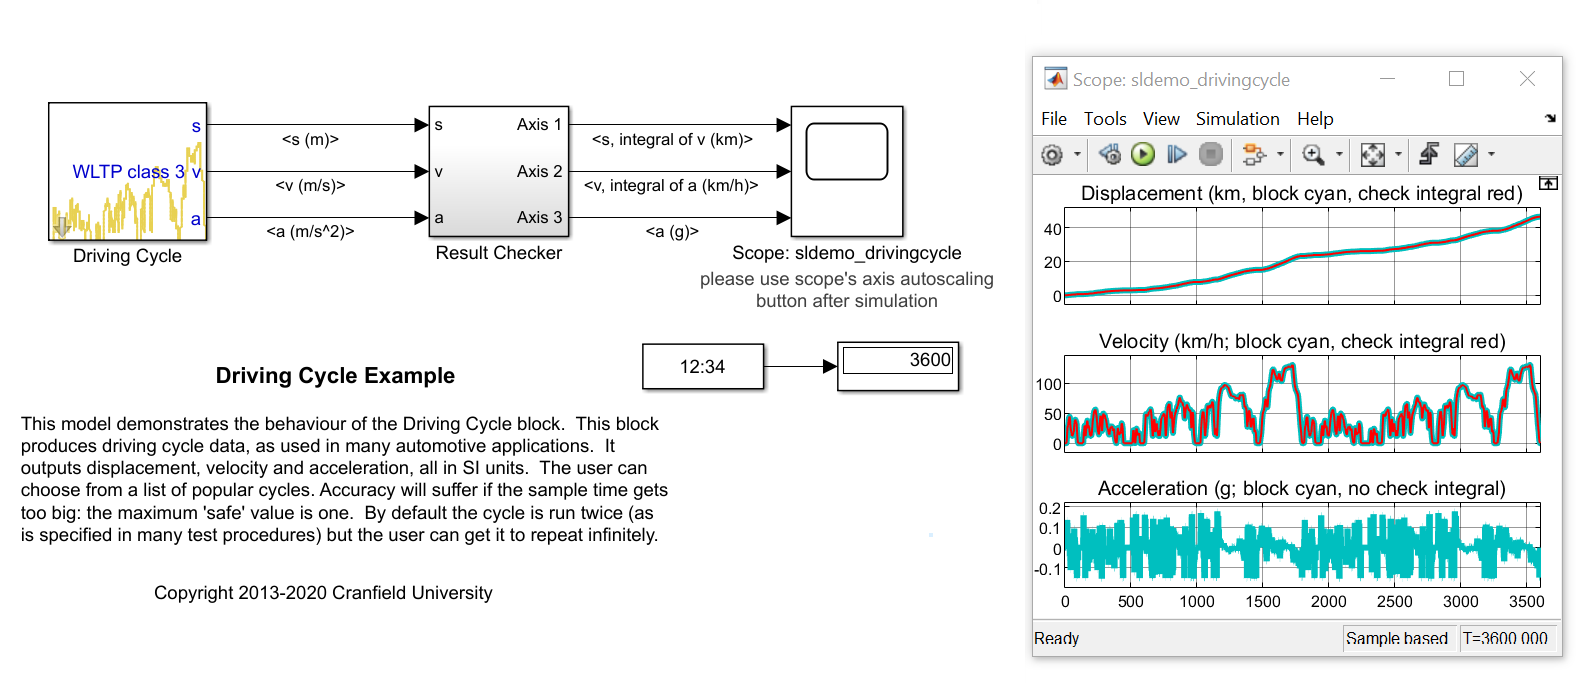 s
WLTP class 3 v
a
Driving Cycle
<s (m)>
<v (m/s)>
<a (m/s^2)>
s Axis 1
v Axis 2
a Axis 3
Result Checker
<s, integral of v (km)>
<v, integral of a (km/h)>
<a (g)>
Scope: sldemo_drivingcycle
please use scope's axis autoscaling
button after simulation
12:34
3600
Driving Cycle Example
This model demonstrates the behaviour of the Driving Cycle block.  This block
produces driving cycle data, as used in many automotive applications.  It
outputs displacement, velocity and acceleration, all in SI units.  The user can
choose from a list of popular cycles. Accuracy will suffer if the sample time gets
too big: the maximum 'safe' value is one.  By default the cycle is run twice (as
is specified in many test procedures) but the user can get it to repeat infinitely.
Copyright 2013-2020 Cranfield University
Scope: sldemo_drivingcycle
File Tools View Simulation Help
Displacement (km, block cyan, check integral red)
40
20
0
Velocity (km/h; block cyan, check integral red)
100
50
0
Acceleration (g; block cyan, no check integral)
0.2
0.1
0
-0.1
0 500 1000 1500 2000 2500 3000 3500
Ready Sample based T=3600.000